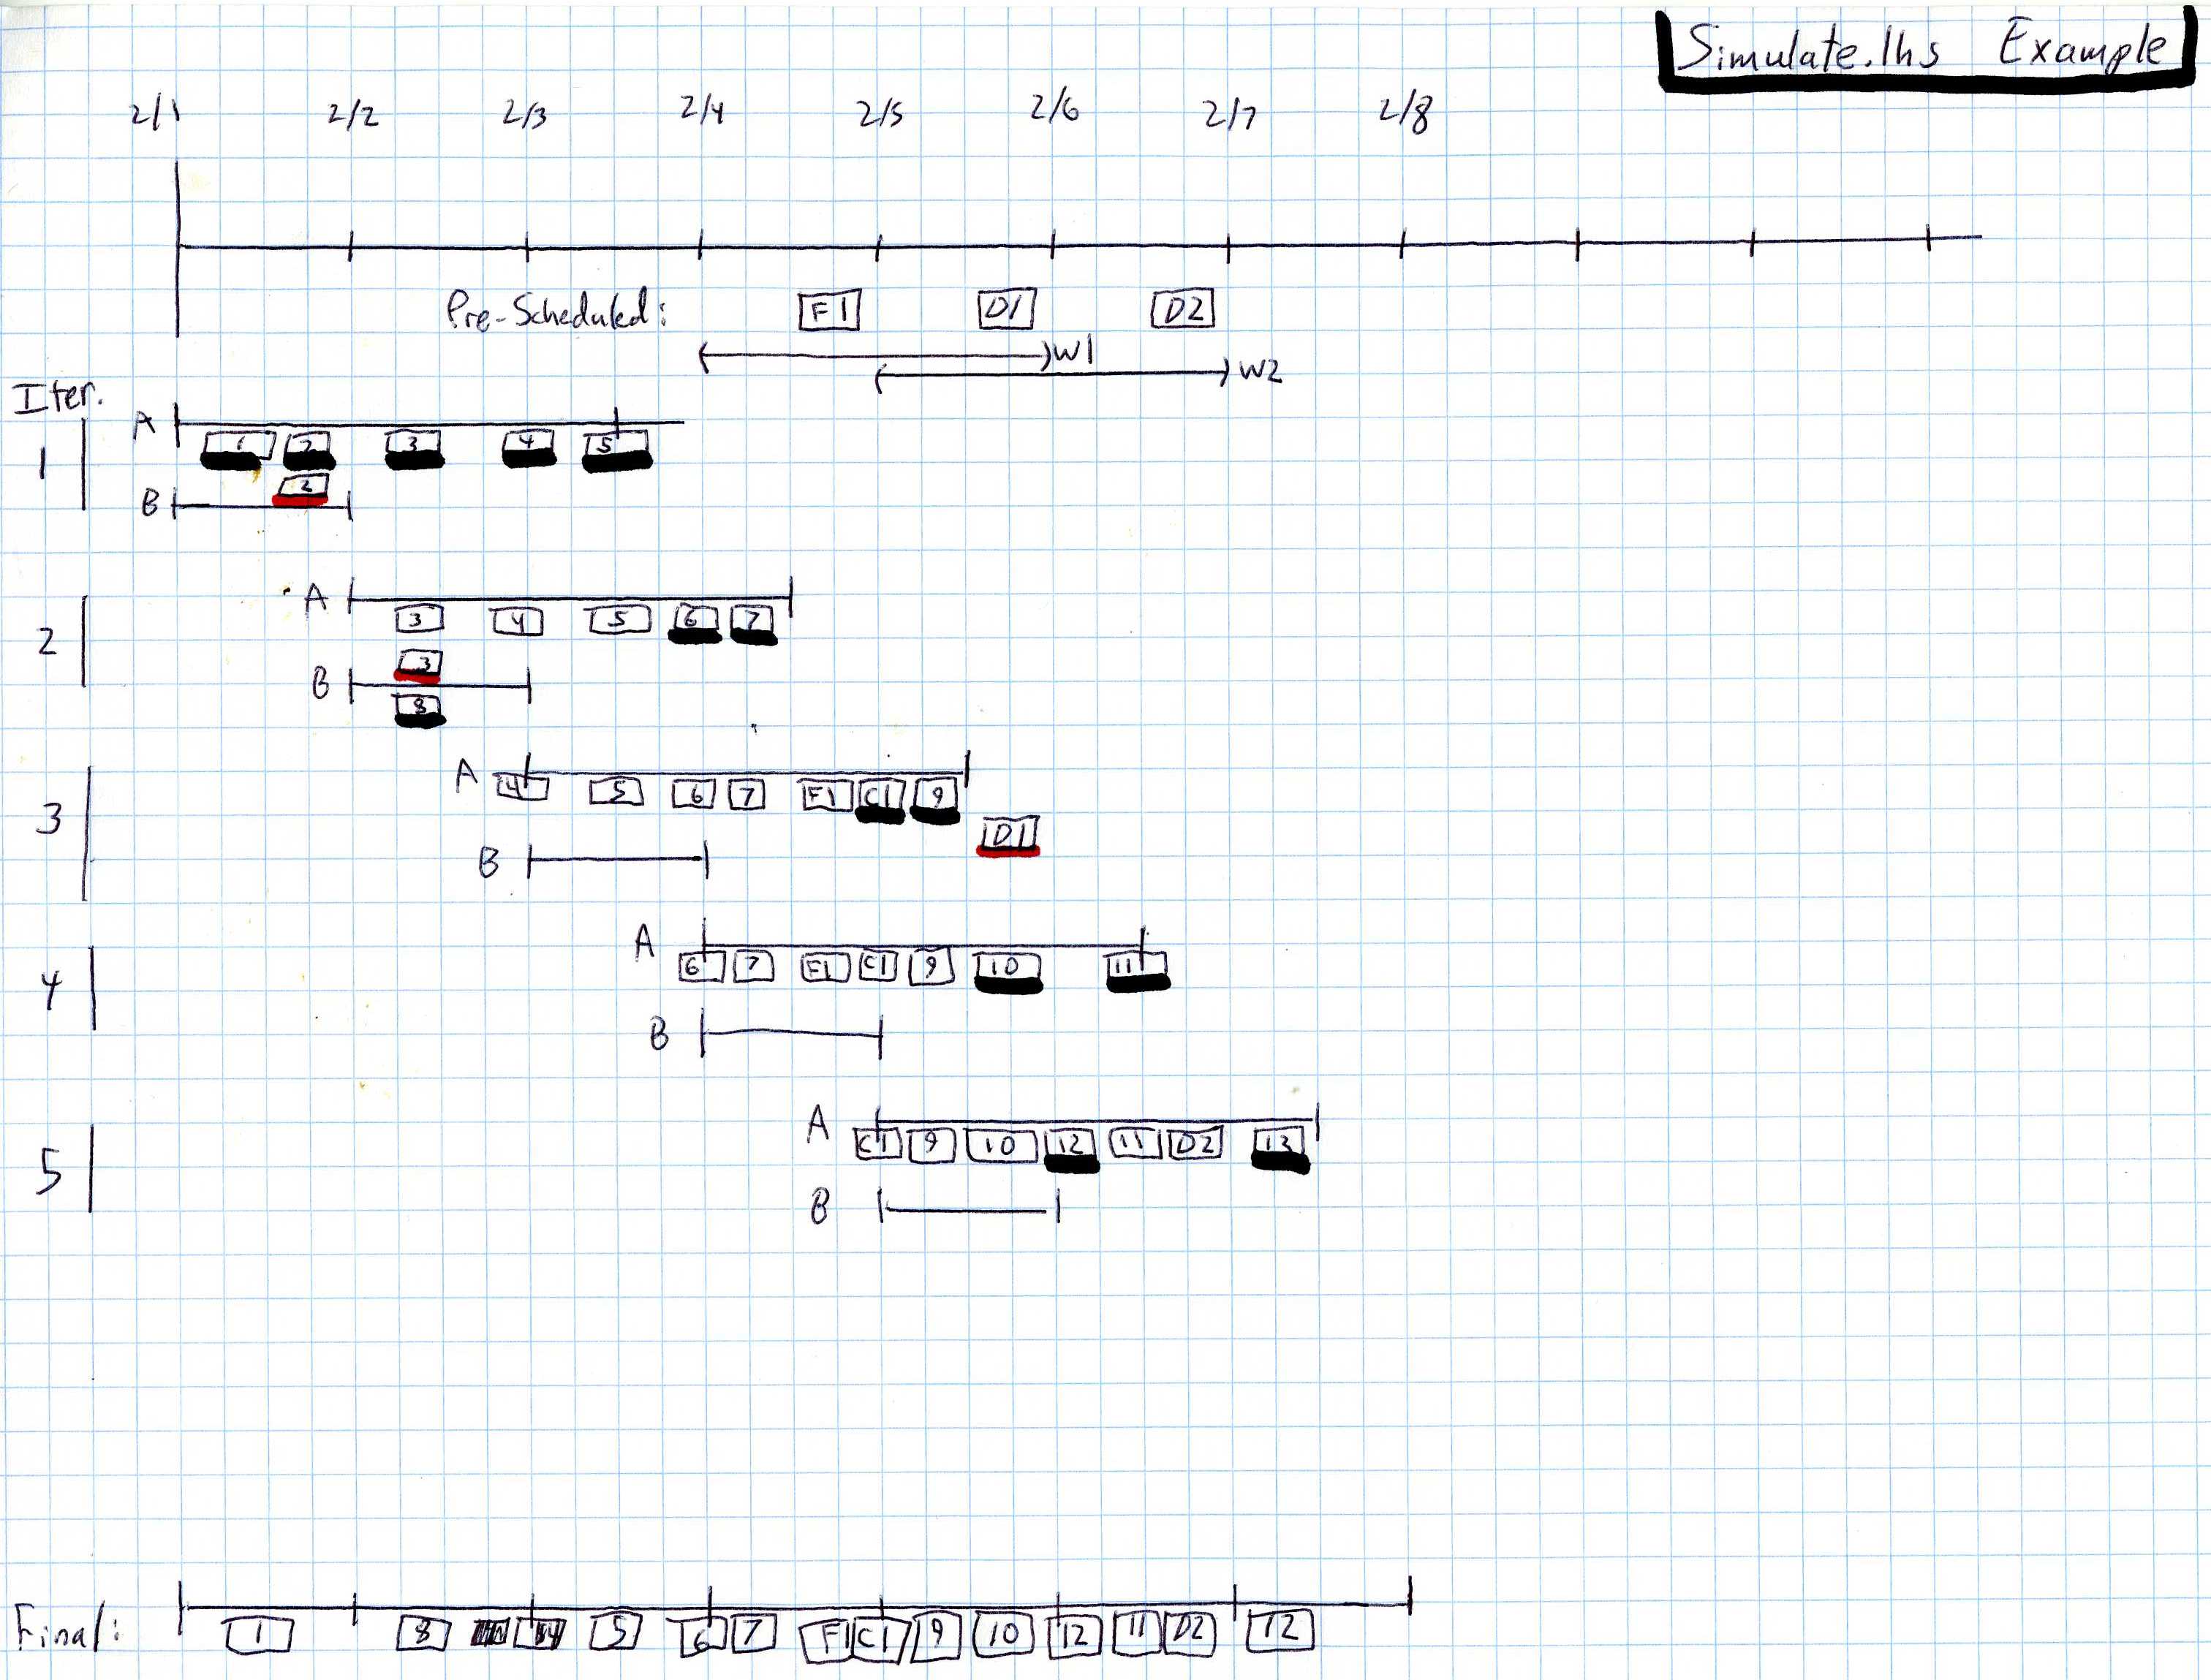 Simulate.lhs Example
2/1 2/2 2/3 2/4 2/5 2/6 2/7 2/8
Pre-Scheduled: F1 D1 D2
W1
W2
Iter.
1
A
1 2 3 4 5
2
B
2
A
3 4 5 6 7
3
B
8
3
A
4 5 6 7 F1 C1 9
D1
B
4
A
6 7 F1 C1 9 10 11
B
5
A
C1 9 10 12 11 D2 13
B
Final:
1 8 5 6 7 F1 C1 9 10 12 11 D2 12